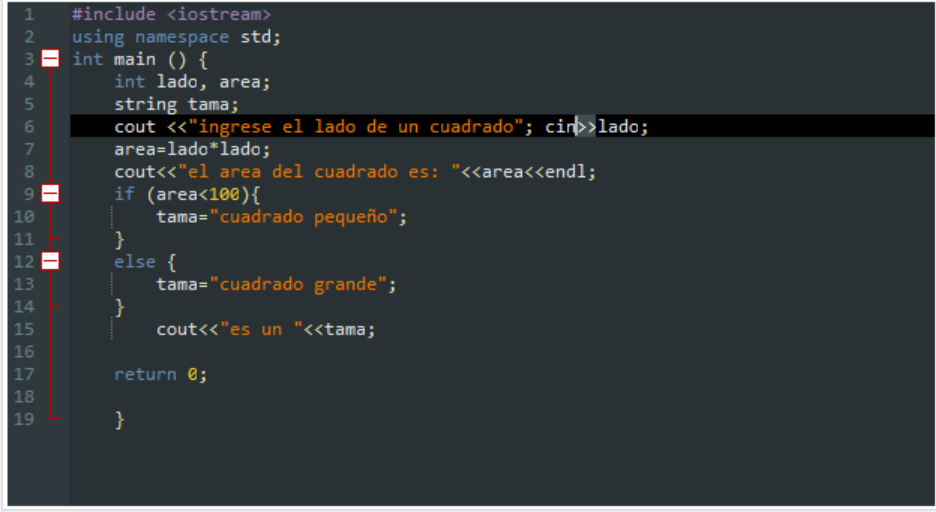 1 #include <iostream>
2 using namespace std;
3 int main () {
4 int lado, area;
5 string tama;
6 cout <<"ingrese el lado de un cuadrado"; cin>>lado;
7 area=lado*lado;
8 cout<<"el area del cuadrado es: "<<area<<endl;
9 if (area<100){
10 tama="cuadrado pequeño";
11 }
12 else {
13 tama="cuadrado grande";
14 }
15 cout<<"es un "<<tama;
16
17 return 0;
18
19 }